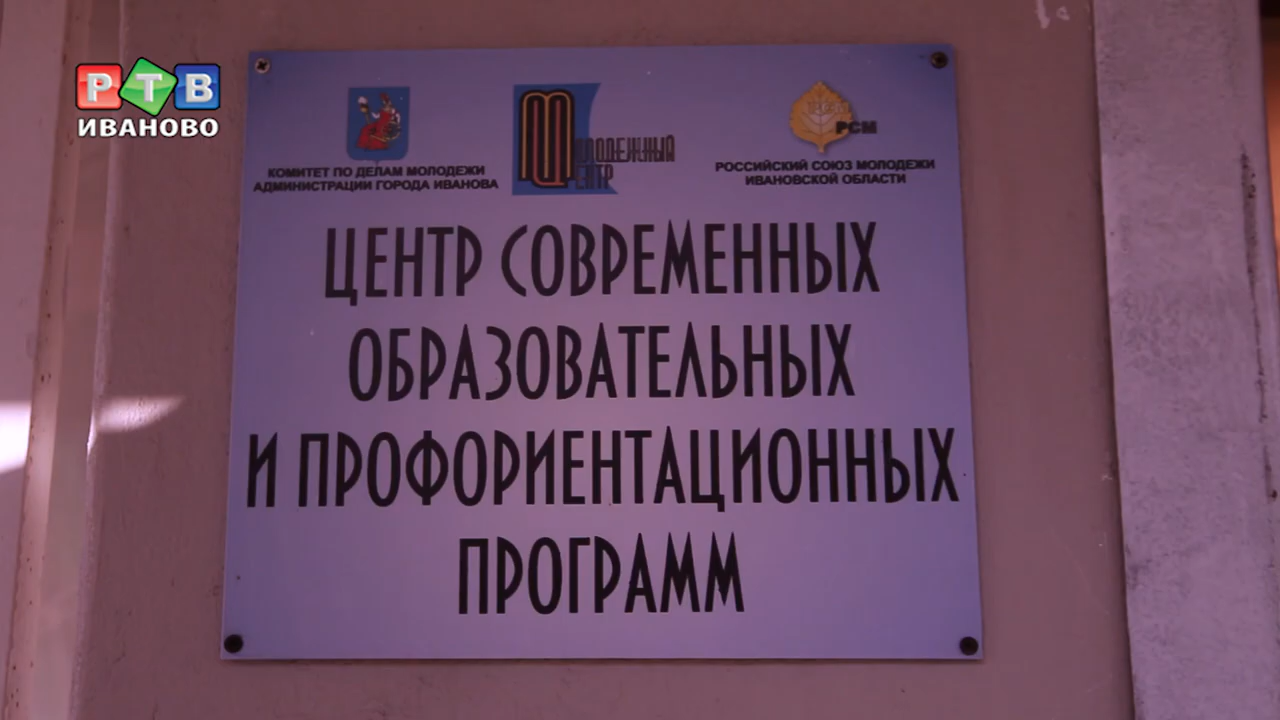 РТВ
ИВАНОВО
КОМИТЕТ ПО ДЕЛАМ МОЛОДЕЖИ
АДМИНИСТРАЦИИ ГОРОДА ИВАНОВА
МОЛОДЕЖНЫЙ
ЦЕНТР
РСМ
РОССИЙСКИЙ СОЮЗ МОЛОДЕЖИ
ИВАНОВСКОЙ ОБЛАСТИ
ЦЕНТР СОВРЕМЕННЫХ
ОБРАЗОВАТЕЛЬНЫХ
И ПРОФОРИЕНТАЦИОННЫХ
ПРОГРАММ